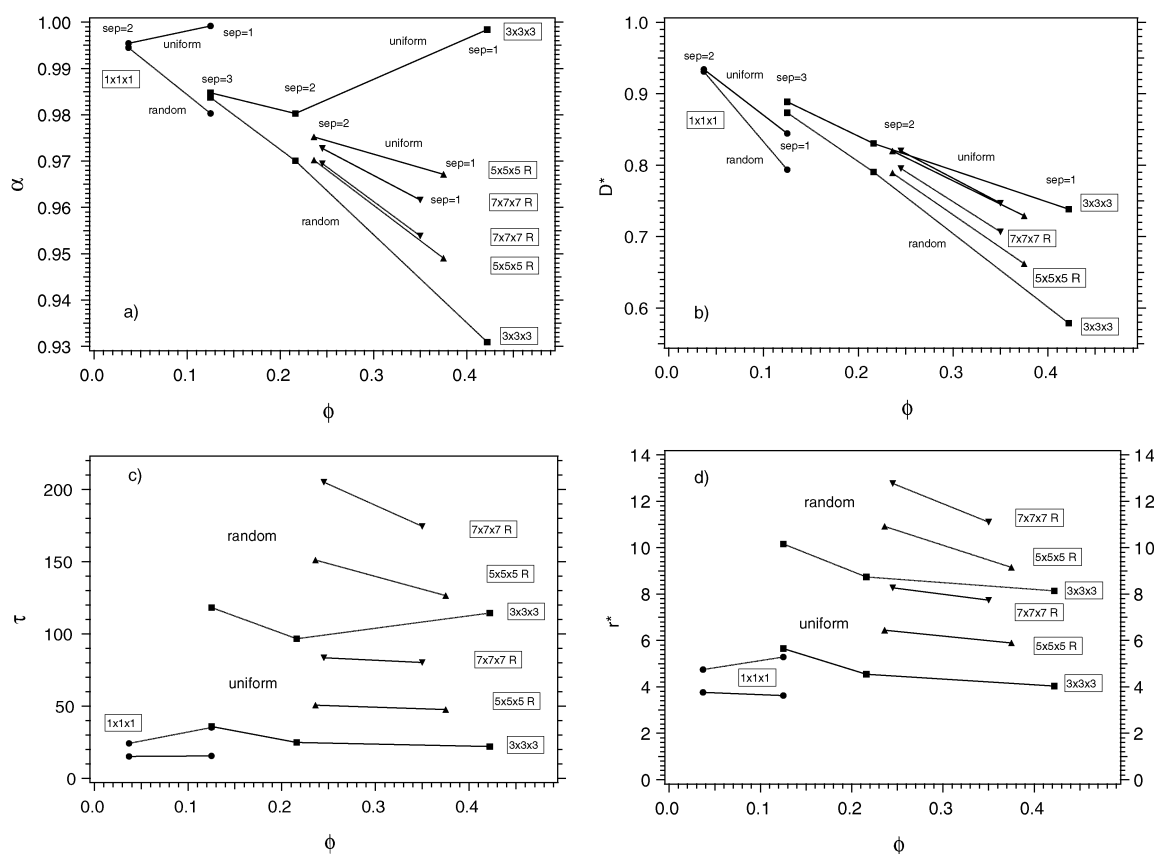 1.00
0.99
0.98
0.97
0.96
0.95
0.94
0.93
α
sep=2
uniform
sep=1
1x1x1
random
sep=3
sep=2
uniform
sep=1
3x3x3
sep=2
uniform
sep=1
5x5x5 R
sep=1
7x7x7 R
7x7x7 R
random
5x5x5 R
3x3x3
a)
0.0 0.1 0.2 0.3 0.4
ϕ
1.0
0.9
0.8
0.7
0.6
D*
sep=2
uniform
sep=3
1x1x1
sep=1
random
sep=2
uniform
sep=1
3x3x3
7x7x7 R
random
5x5x5 R
3x3x3
b)
0.0 0.1 0.2 0.3 0.4
ϕ
c)
200
150
100
50
0
τ
7x7x7 R
random
5x5x5 R
3x3x3
7x7x7 R
uniform
5x5x5 R
1x1x1
3x3x3
0.0 0.1 0.2 0.3 0.4
ϕ
d)
14
12
10
8
6
4
2
0
r*
random
7x7x7 R
5x5x5 R
3x3x3
7x7x7 R
uniform
5x5x5 R
1x1x1
3x3x3
14
12
10
8
6
4
2
0
0.0 0.1 0.2 0.3 0.4
ϕ